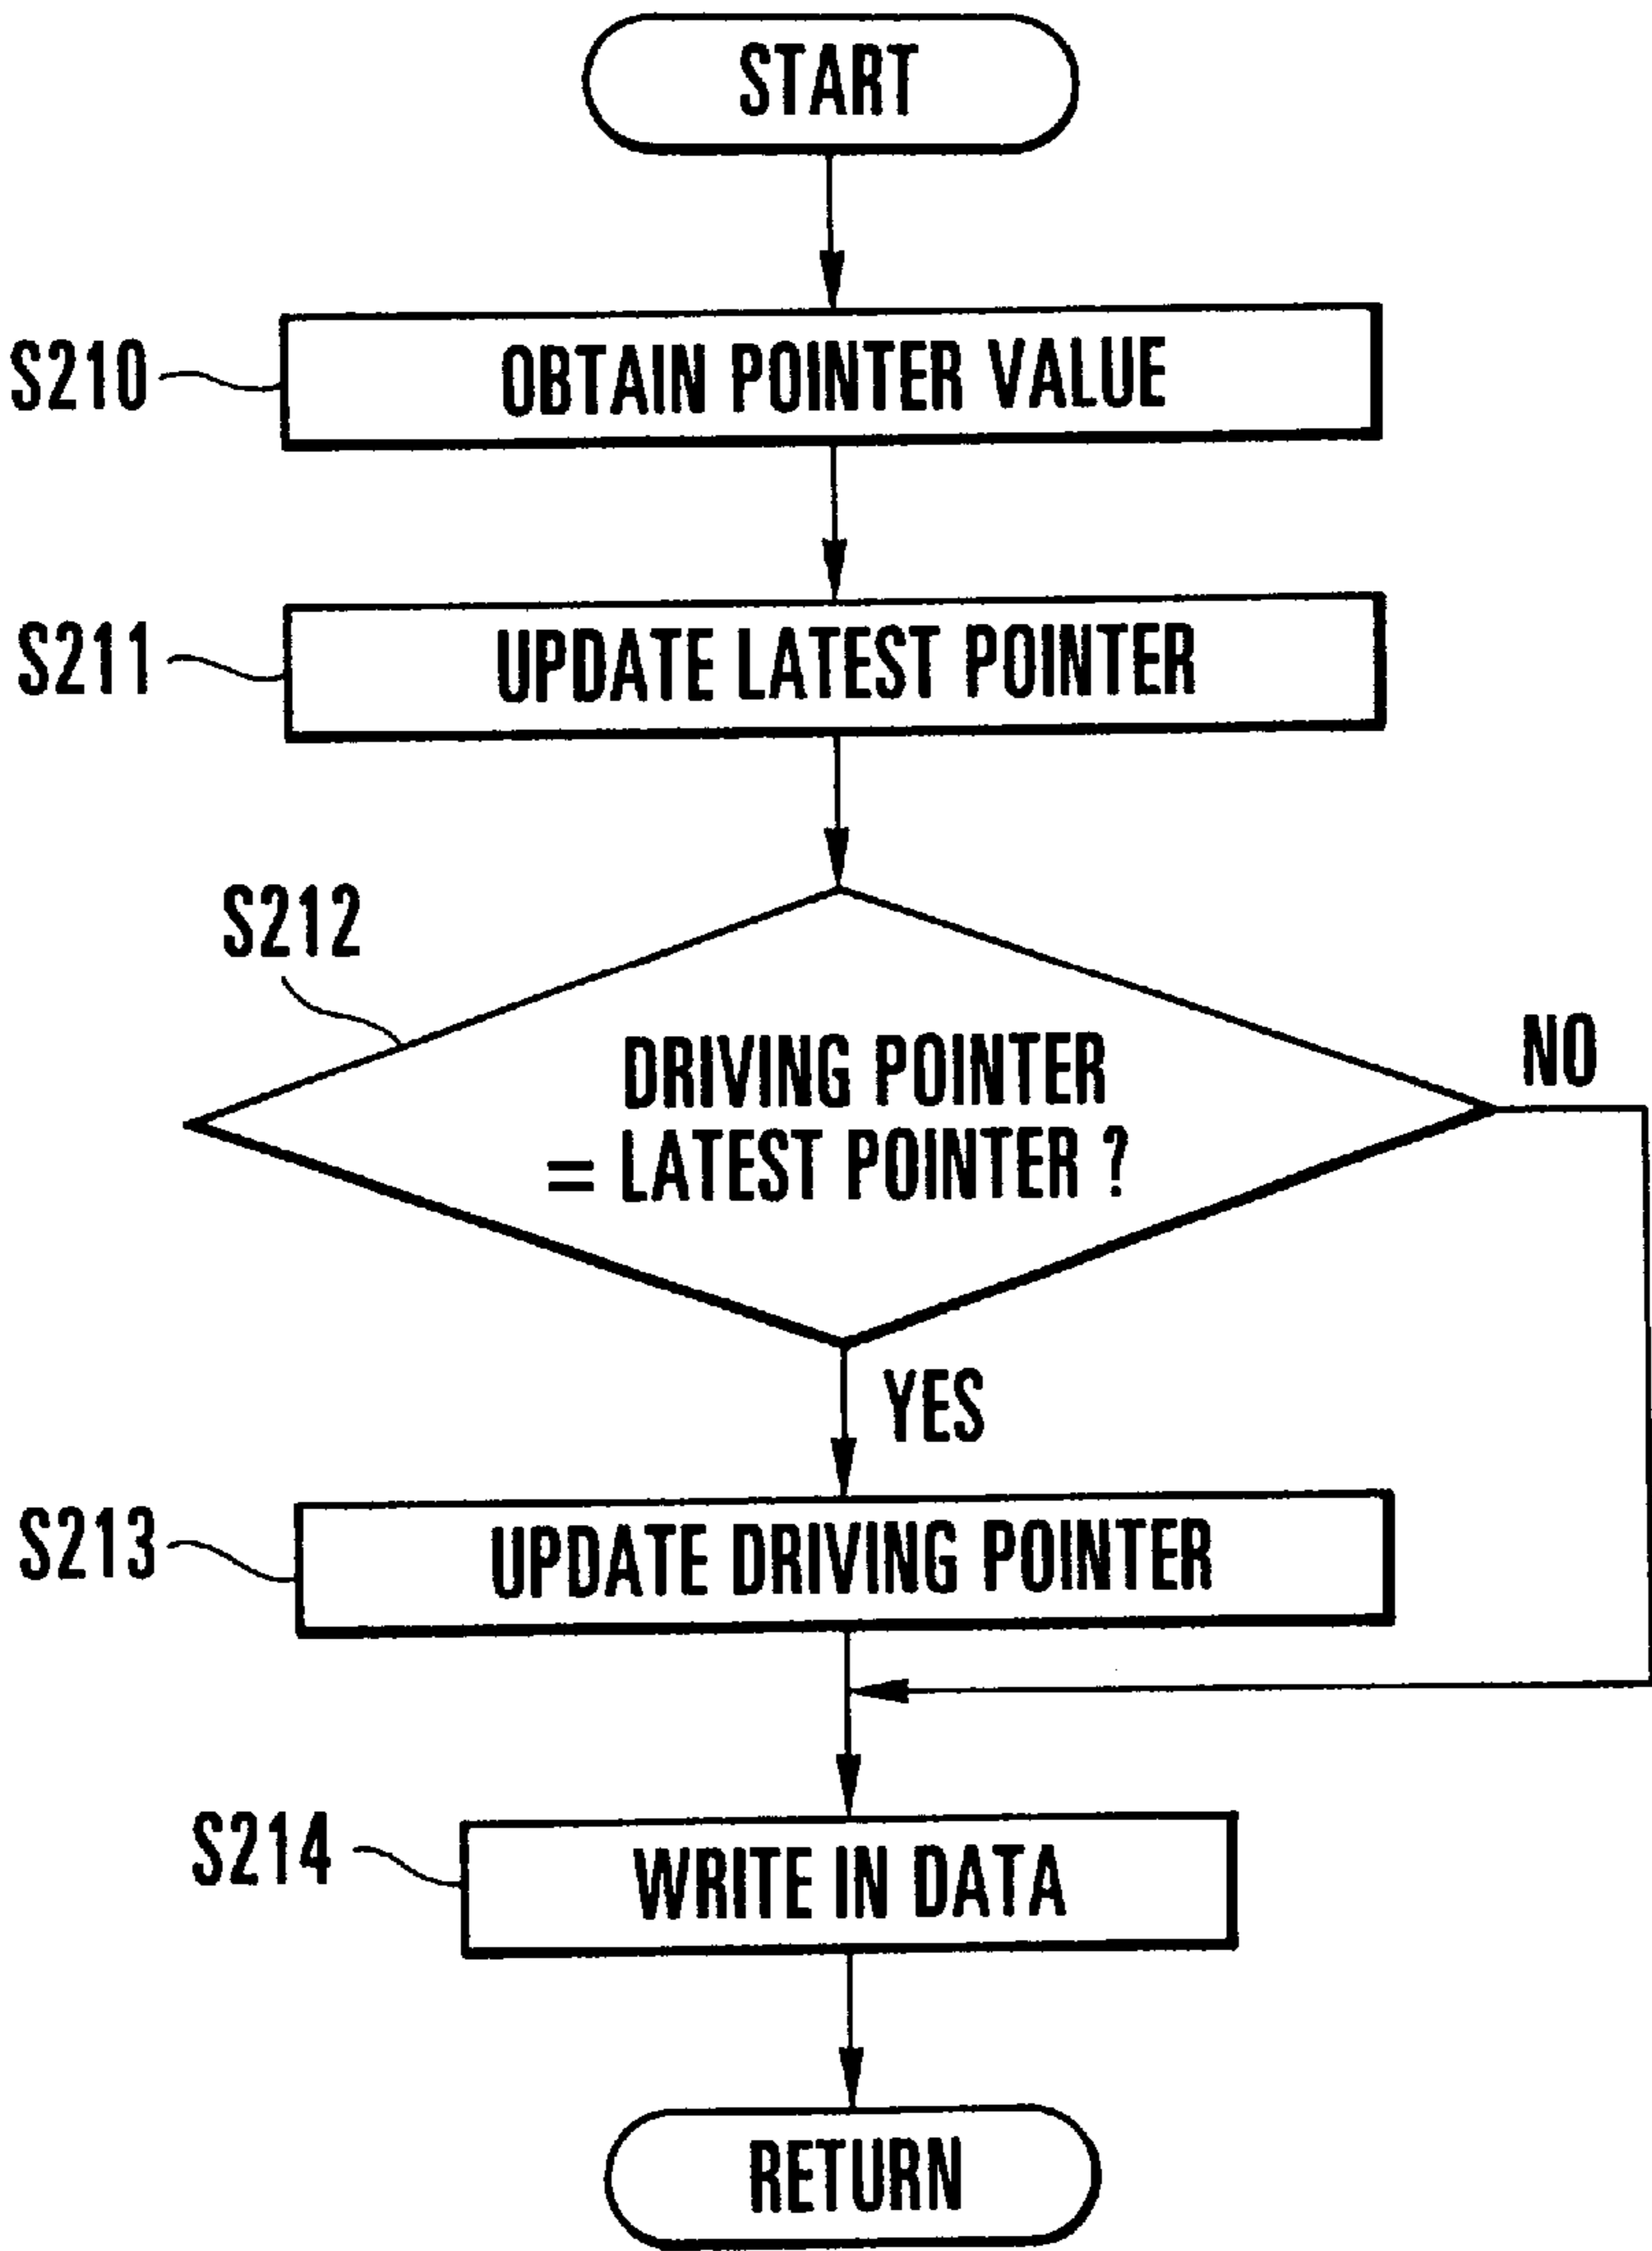 START
S210
OBTAIN POINTER VALUE
S211
UPDATE LATEST POINTER
S212
DRIVING POINTER
= LATEST POINTER ?
NO
YES
S213
UPDATE DRIVING POINTER
S214
WRITE IN DATA
RETURN